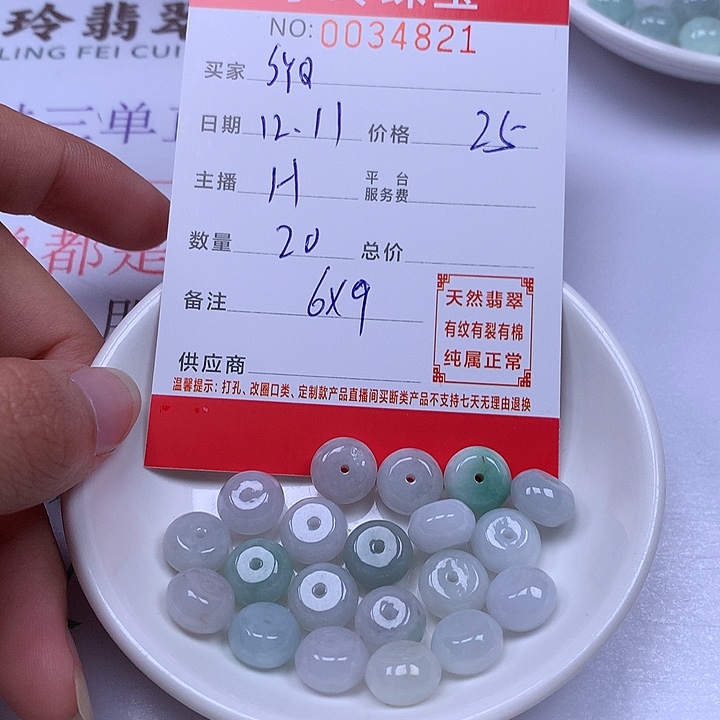 玲翡翠
LING FEI CUI
NO: 0034821
买家 SYQ
三单
日期 12.11 价格 25
主播 H 平台服务费
都是
数量 20 总价
备注 6X9
天然翡翠
有纹有裂有棉
纯属正常
供应商
温馨提示：打孔、改圈口类、定制款产品直播间买断类产品不支持七天无理由退换